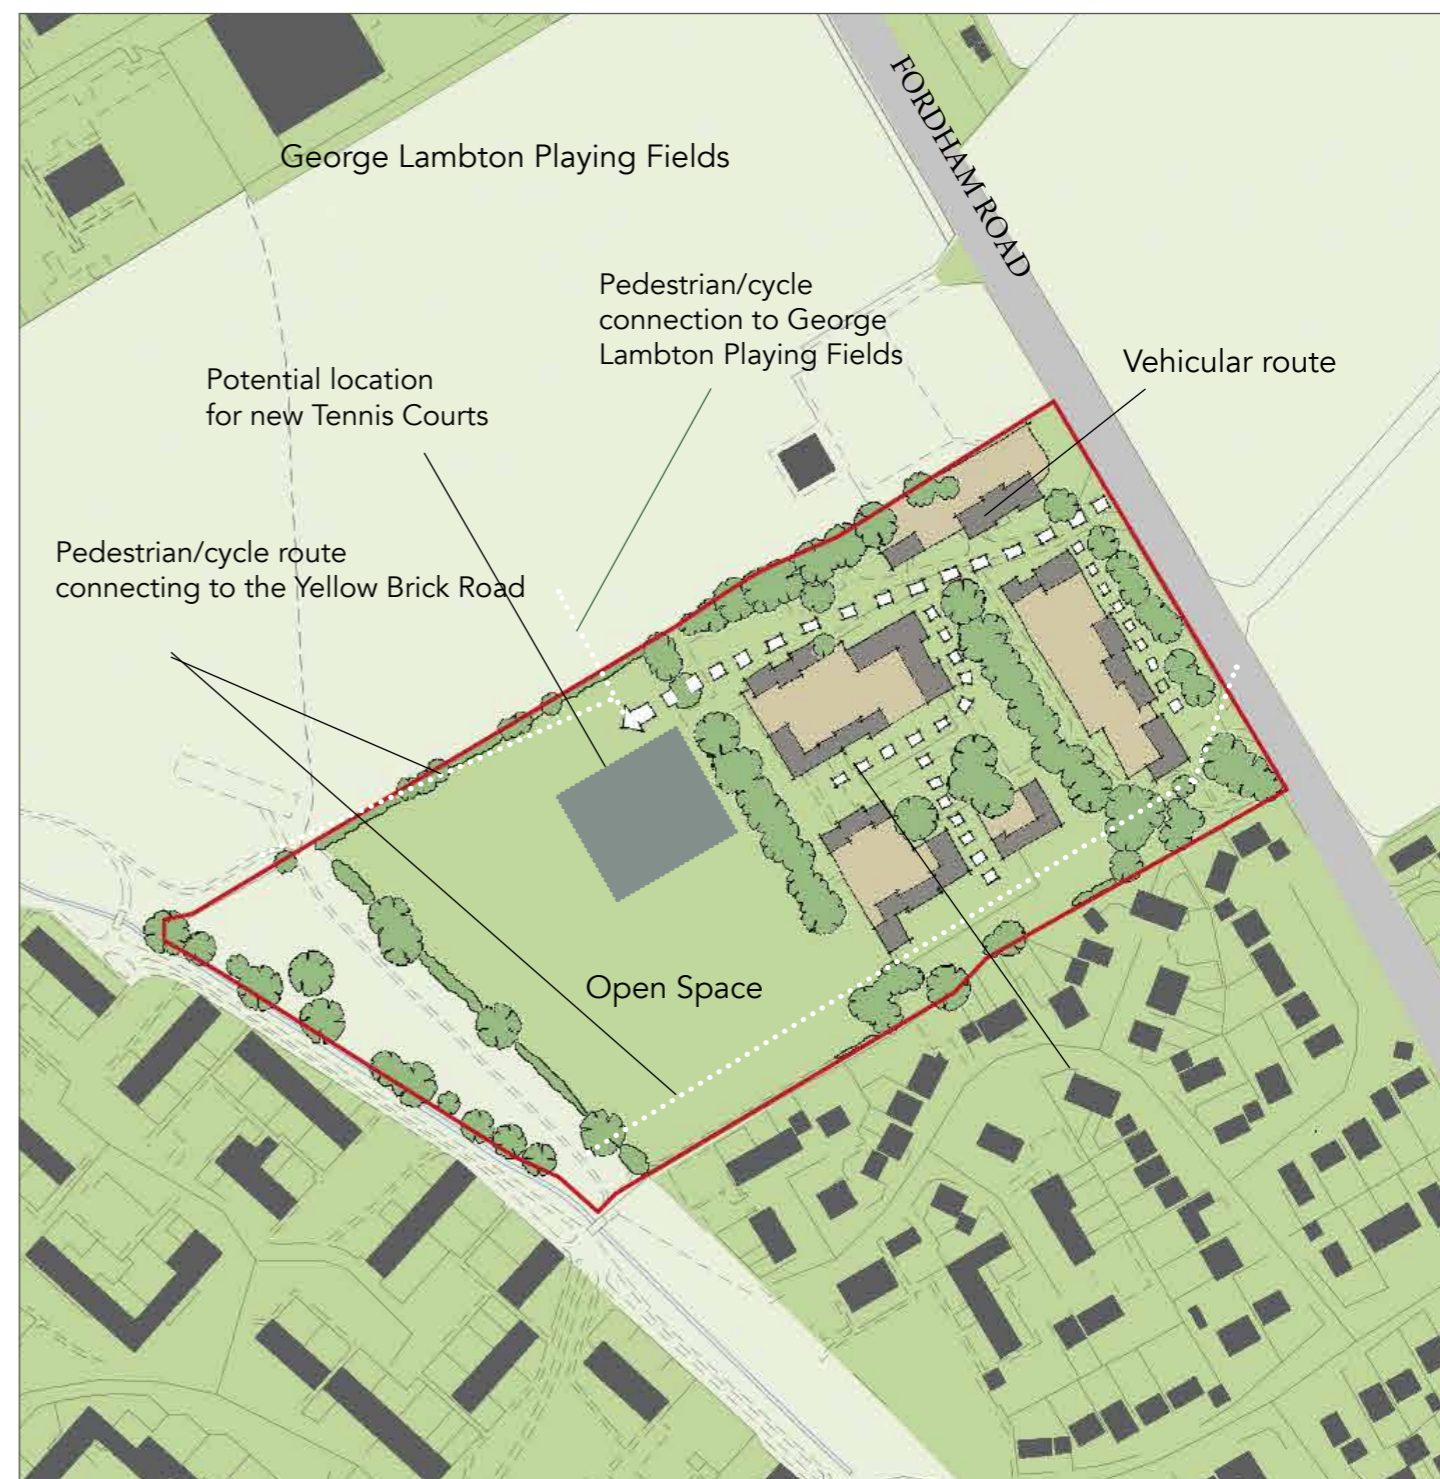 FORDHAM ROAD
George Lambton Playing Fields
Pedestrian/cycle
connection to George
Lambton Playing Fields
Vehicular route
Potential location
for new Tennis Courts
Pedestrian/cycle route
connecting to the Yellow Brick Road
Open Space